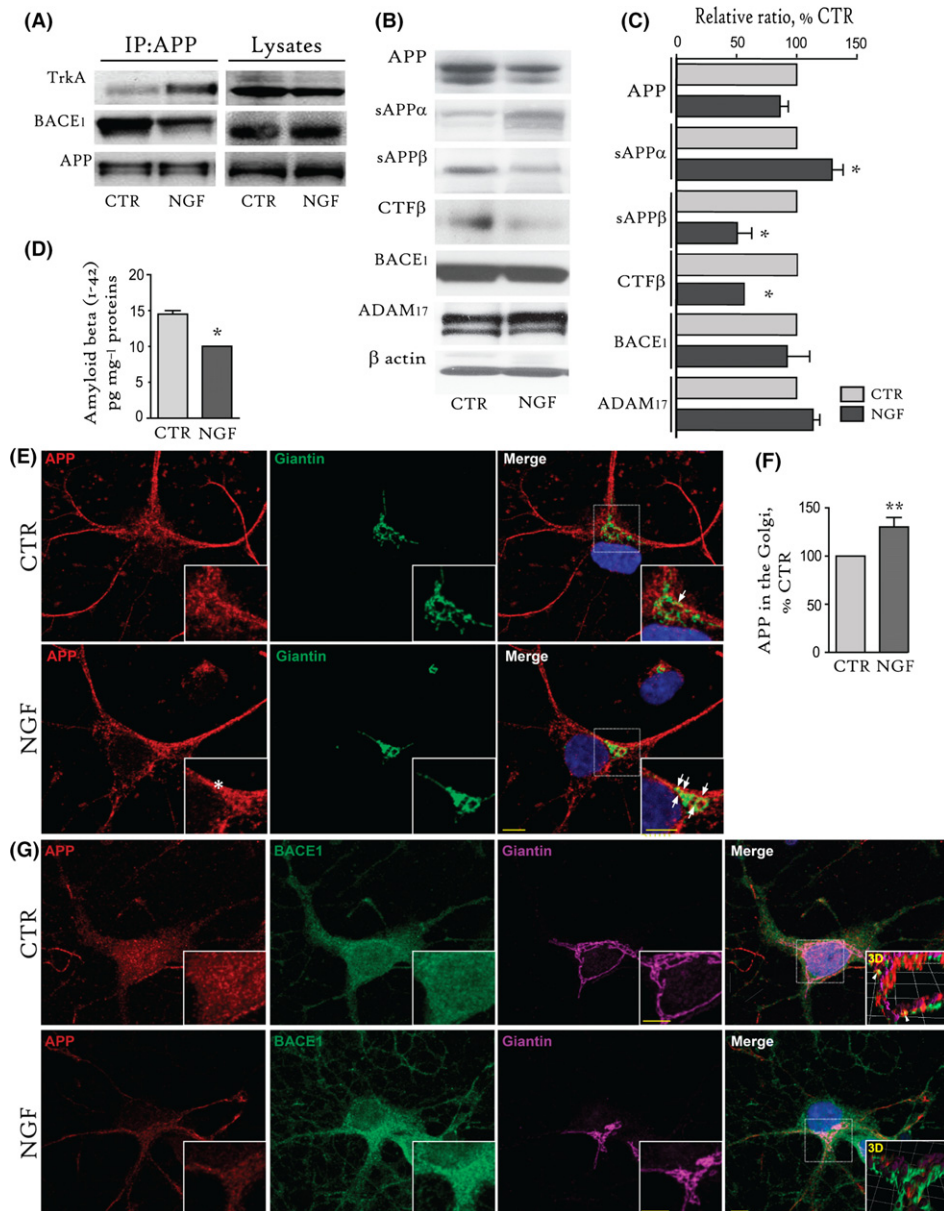 (A)
IP:APP Lysates
TrkA
BACE1
APP
CTR NGF CTR NGF
(B)
APP
sAPPα
sAPPβ
CTFβ
BACE1
ADAM17
β actin
CTR NGF
(C)
Relative ratio, % CTR
0 50 100 150
APP
sAPPα
*
sAPPβ
*
CTFβ
*
BACE1
ADAM17
CTR
NGF
(D)
Amyloid beta (1-42)
pg mg-1 proteins
20
15
10
5
0
*
CTR NGF
(E)
APP Giantin Merge
CTR
APP Giantin Merge
NGF
*
(F)
APP in the Golgi,
% CTR
150
100
50
0
**
CTR NGF
(G)
APP BACE1 Giantin Merge
CTR
3D
APP BACE1 Giantin Merge
NGF
3D